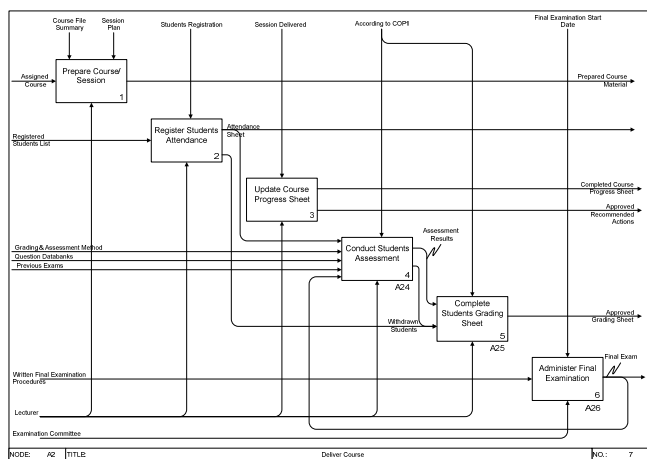 Course File
Summary
Session
Plan
Students Registration
Session Delivered
According to COP1
Final Examination Start
Date
Assigned
Course
Prepare Course/
Session
1
Prepared Course
Material
Registered
Students List
Register Students
Attendance
2
Attendance
Sheet
Update Course
Progress Sheet
3
Completed Course
Progress Sheet
Approved
Recommended
Actions
Grading & Assessment Method
Question Databanks
Previous Exams
Conduct Students
Assessment
4
A24
Assessment
Results
Withdrawn
Students
Complete
Students Grading
Sheet
5
A25
Approved
Grading Sheet
Written Final Examination
Procedures
Administer Final
Examination
6
A26
Final Exam
Lecturer
Examination Committee
NODE: A2 TITLE: Deliver Course NO.: 7